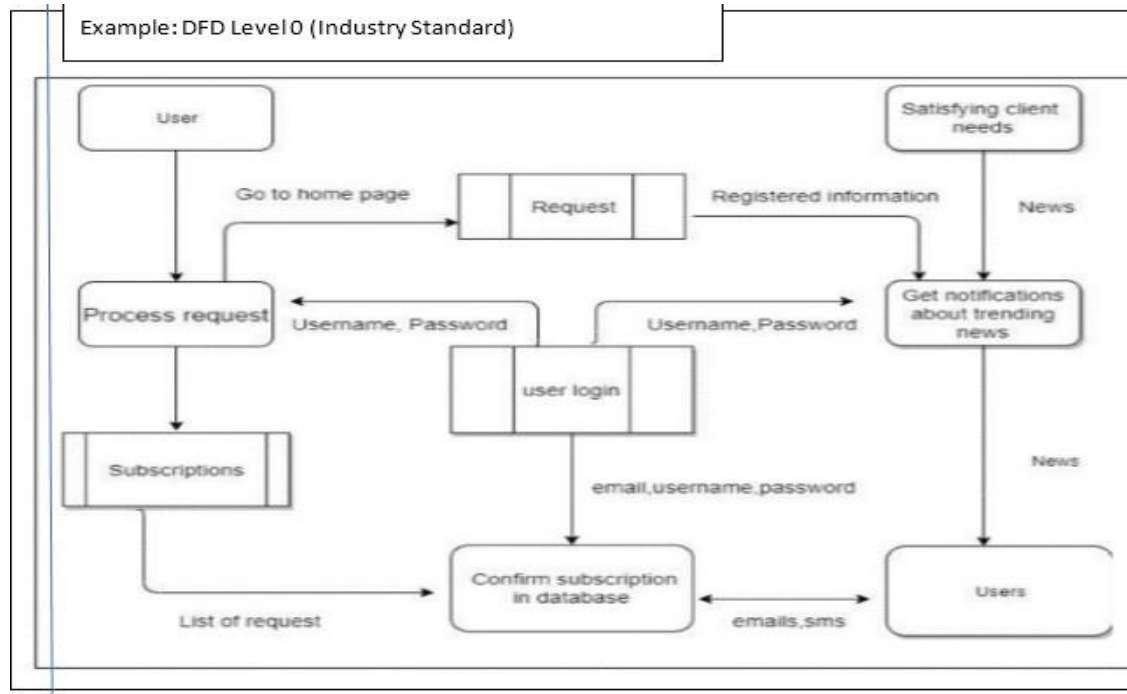 Example: DFD Level 0 (Industry Standard)
User
Satisfying client
needs
Go to home page
Request
Registered information
News
Process request
Username, Password
Username,Password
Get notifications
about trending
news
user login
Subscriptions
email,username,password
News
Confirm subscription
in database
Users
List of request
emails,sms